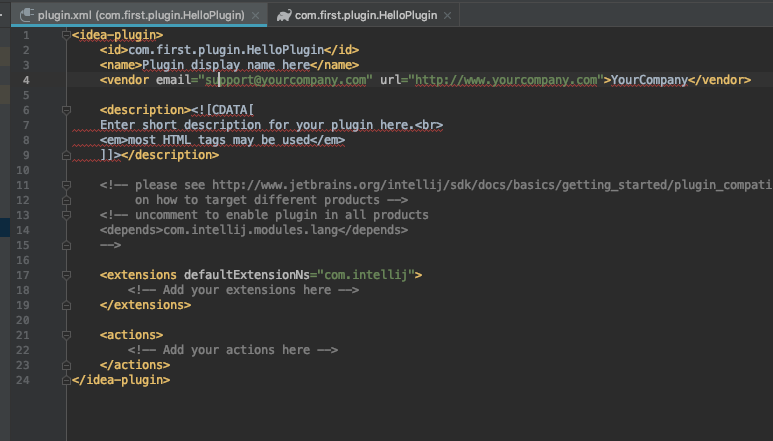 plugin.xml (com.first.plugin.HelloPlugin) com.first.plugin.HelloPlugin
1 <idea-plugin>
2 <id>com.first.plugin.HelloPlugin</id>
3 <name>Plugin display name here</name>
4 <vendor email="support@yourcompany.com" url="http://www.yourcompany.com">YourCompany</vendor>
5
6 <description><![CDATA[
7 Enter short description for your plugin here.<br>
8 <em>most HTML tags may be used</em>
9 ]]></description>
10
11 <!-- please see http://www.jetbrains.org/intellij/sdk/docs/basics/getting_started/plugin_compati
12 on how to target different products -->
13 <!-- uncomment to enable plugin in all products
14 <depends>com.intellij.modules.lang</depends>
15 -->
16
17 <extensions defaultExtensionNs="com.intellij">
18 <!-- Add your extensions here -->
19 </extensions>
20
21 <actions>
22 <!-- Add your actions here -->
23 </actions>
24 </idea-plugin>